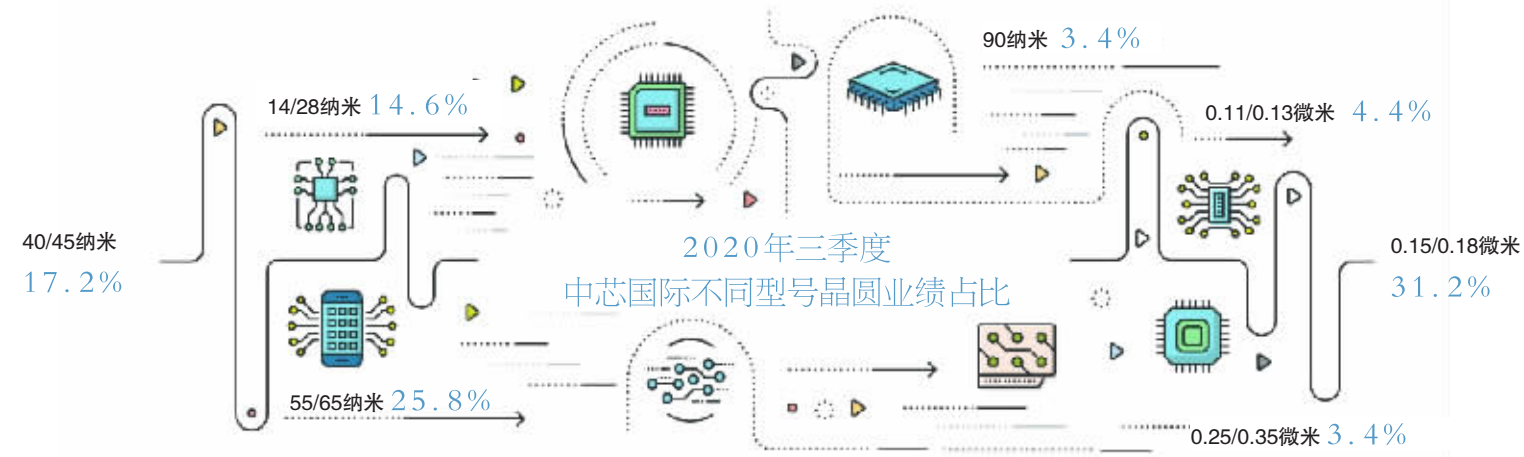 90纳米 3.4%
14/28纳米 14.6%
0.11/0.13微米 4.4%
40/45纳米
17.2%
2020年三季度
中芯国际不同型号晶圆业绩占比
0.15/0.18微米
31.2%
55/65纳米 25.8%
0.25/0.35微米 3.4%